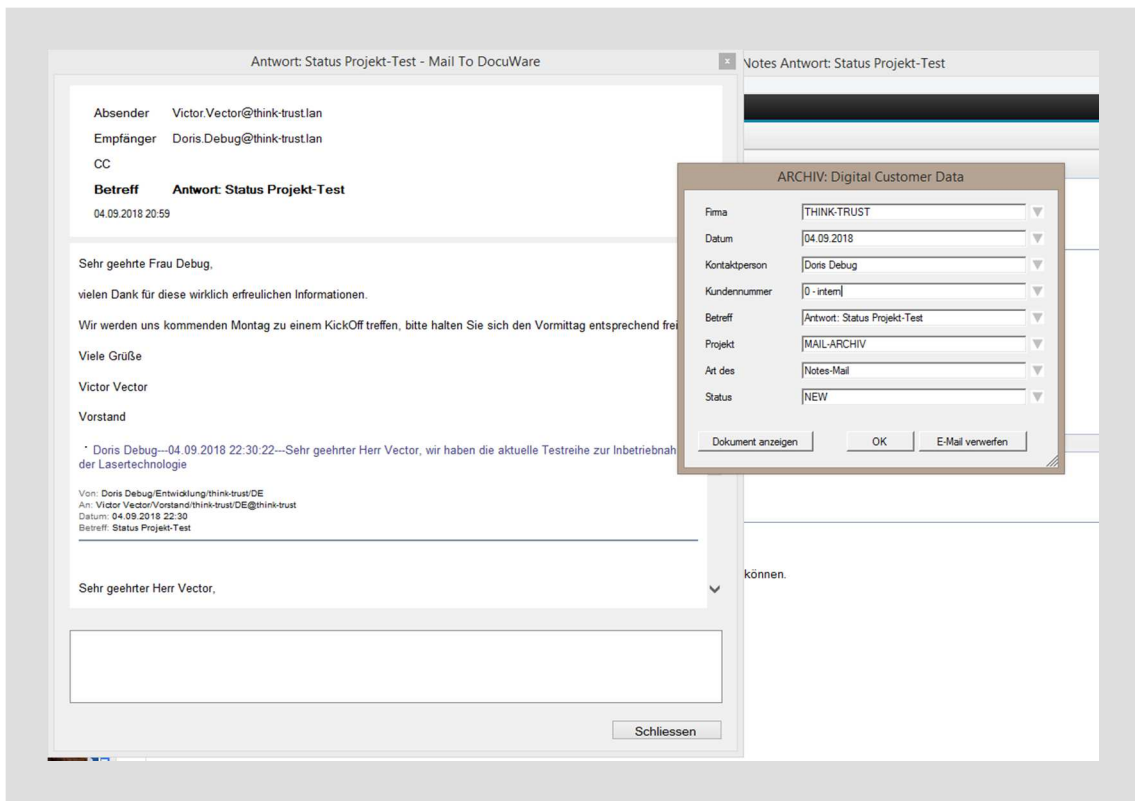 Antwort: Status Projekt-Test - Mail To DocuWare
x
Notes Antwort: Status Projekt-Test
Absender Victor.Vector@think-trust.lan
Empfänger Doris.Debug@think-trust.lan
CC
Betreff Antwort: Status Projekt-Test
04.09.2018 20:59
Sehr geehrte Frau Debug,
vielen Dank für diese wirklich erfreulichen Informationen.
Wir werden uns kommenden Montag zu einem KickOff treffen, bitte halten Sie sich den Vormittag entsprechend frei
Viele Grüße
Victor Vector
Vorstand
Doris Debug---04.09.2018 22:30:22---Sehr geehrter Herr Vector, wir haben die aktuelle Testreihe zur Inbetriebnah
der Lasertechnologie
Von: Doris Debug/Entwicklung/think-trust/DE
An: Victor Vector/Vorstand/think-trust/DE@think-trust
Datum: 04.09.2018 22:30
Betreff: Status Projekt-Test
Sehr geehrter Herr Vector,
Schliessen
ARCHIV: Digital Customer Data
Firma THINK-TRUST
Datum 04.09.2018
Kontaktperson Doris Debug
Kundennummer 0 - intern
Betreff Antwort: Status Projekt-Test
Projekt MAIL-ARCHIV
Art des Notes-Mail
Status NEW
Dokument anzeigen OK E-Mail verwerfen
können.